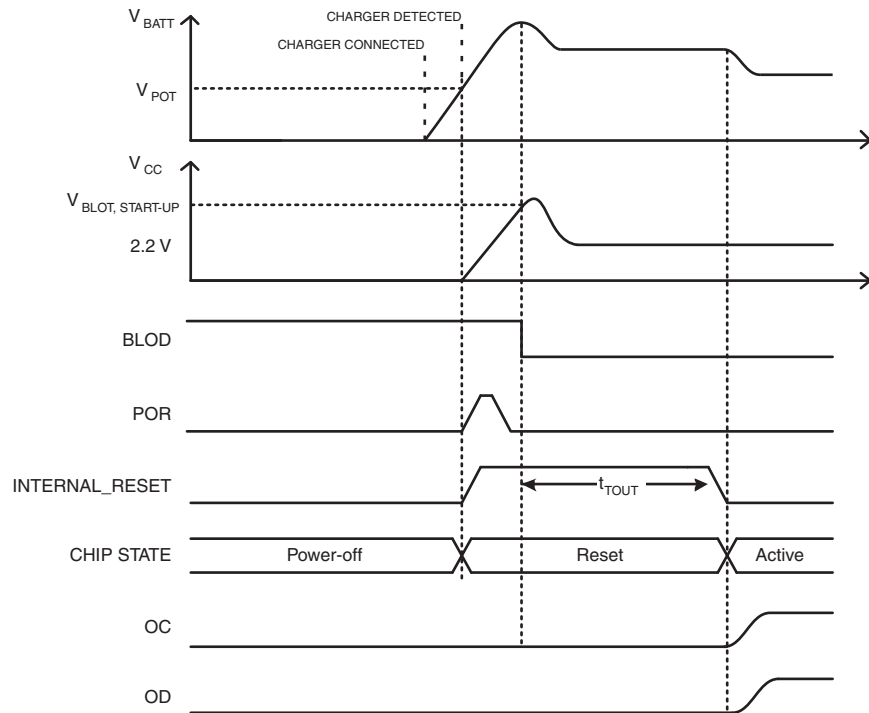 V BATT
CHARGER DETECTED
CHARGER CONNECTED
V POT
V CC
V BLOT, START-UP
2.2 V
BLOD
POR
INTERNAL_RESET
t TOUT
CHIP STATE
Power-off
Reset
Active
OC
OD